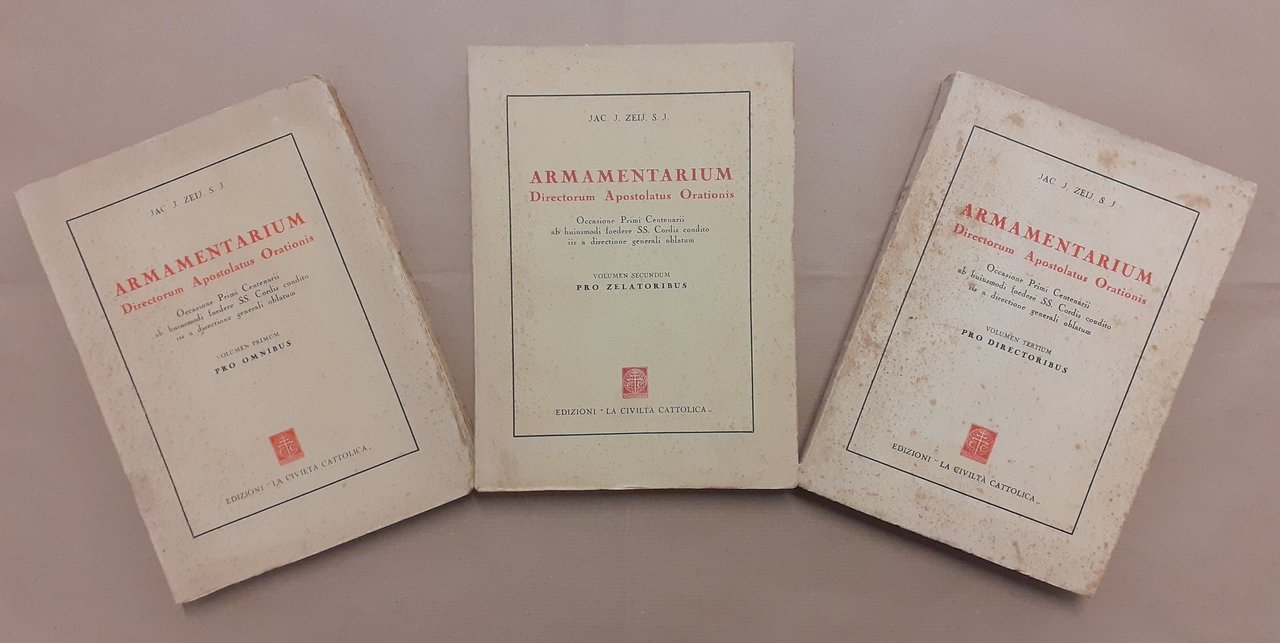 JAC. J. ZEIJ, S. J.
ARMAMENTARIUM
Directorum Apostolatus Orationis
Occasione Primi Centenarii
ab huiusmodi foedere SS. Cordis condito
iis a directione generali oblatum
VOLUMEN PRIMUM
PRO OMNIBUS
EDIZIONI "LA CIVILTÀ CATTOLICA„
JAC. J. ZEIJ, S. J.
ARMAMENTARIUM
Directorum Apostolatus Orationis
Occasione Primi Centenarii
ab huiusmodi foedere SS. Cordis condito
iis a directione generali oblatum
VOLUMEN SECUNDUM
PRO ZELATORIBUS
EDIZIONI "LA CIVILTÀ CATTOLICA„
JAC. J. ZEIJ, S. J.
ARMAMENTARIUM
Directorum Apostolatus Orationis
Occasione Primi Centenarii
ab huiusmodi foedere SS. Cordis condito
iis a directione generali oblatum
VOLUMEN TERTIUM
PRO DIRECTORIBUS
EDIZIONI "LA CIVILTÀ CATTOLICA„